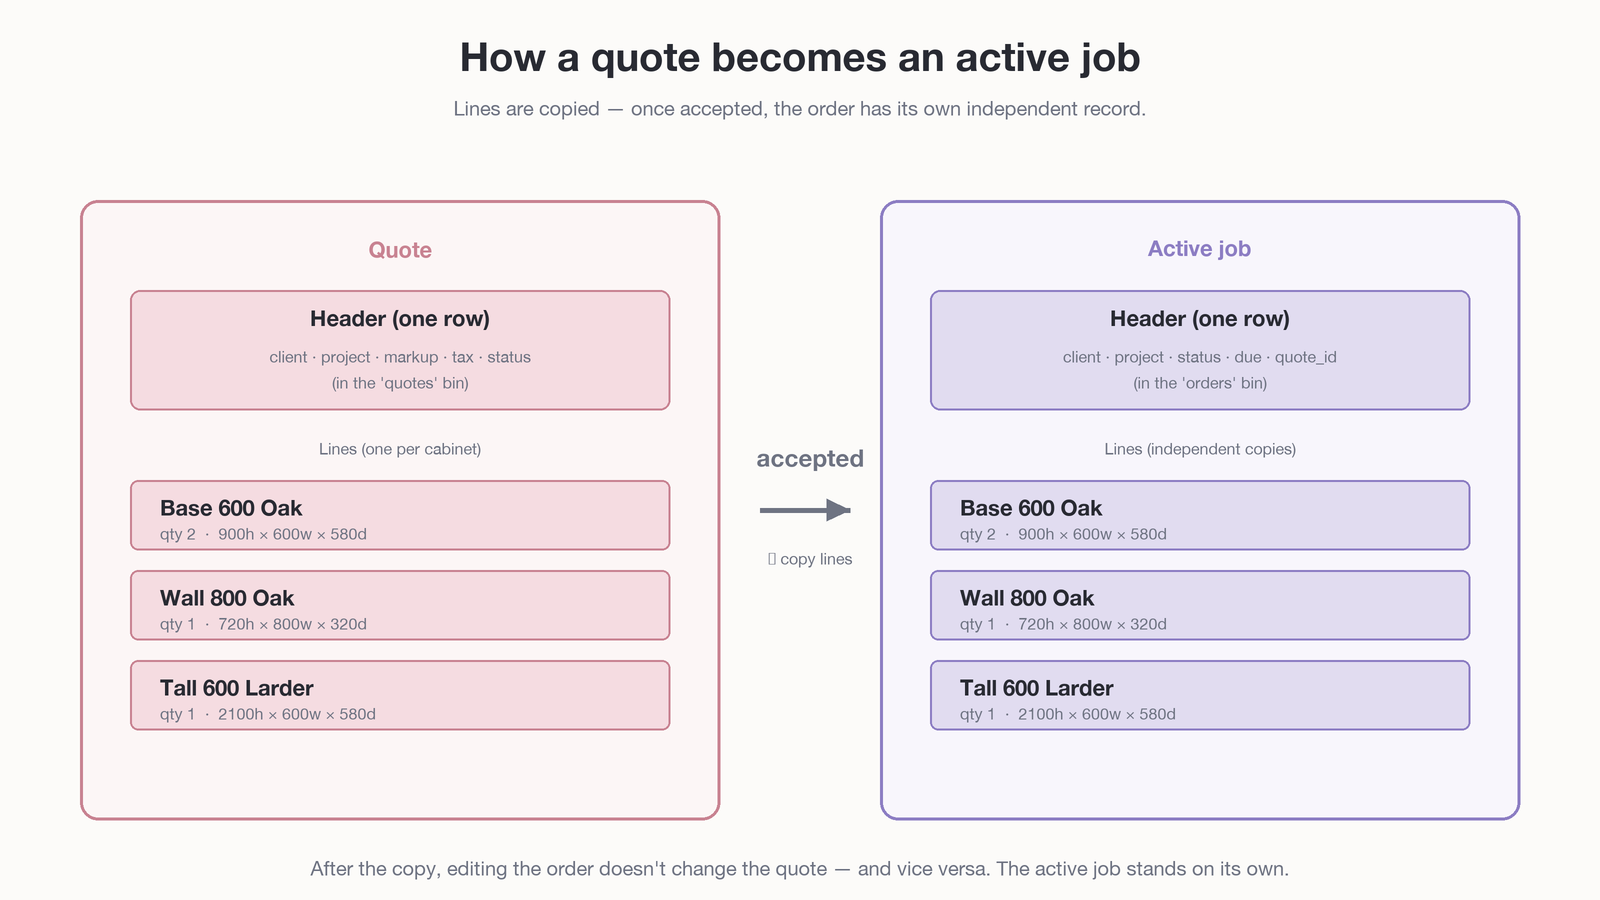 How a quote becomes an active job
Lines are copied — once accepted, the order has its own independent record.
Quote
Header (one row)
client · project · markup · tax · status
(in the 'quotes' bin)
Lines (one per cabinet)
Base 600 Oak
qty 2 · 900h × 600w × 580d
Wall 800 Oak
qty 1 · 720h × 800w × 320d
Tall 600 Larder
qty 1 · 2100h × 600w × 580d
accepted
copy lines
Active job
Header (one row)
client · project · status · due · quote_id
(in the 'orders' bin)
Lines (independent copies)
Base 600 Oak
qty 2 · 900h × 600w × 580d
Wall 800 Oak
qty 1 · 720h × 800w × 320d
Tall 600 Larder
qty 1 · 2100h × 600w × 580d
After the copy, editing the order doesn't change the quote — and vice versa. The active job stands on its own.